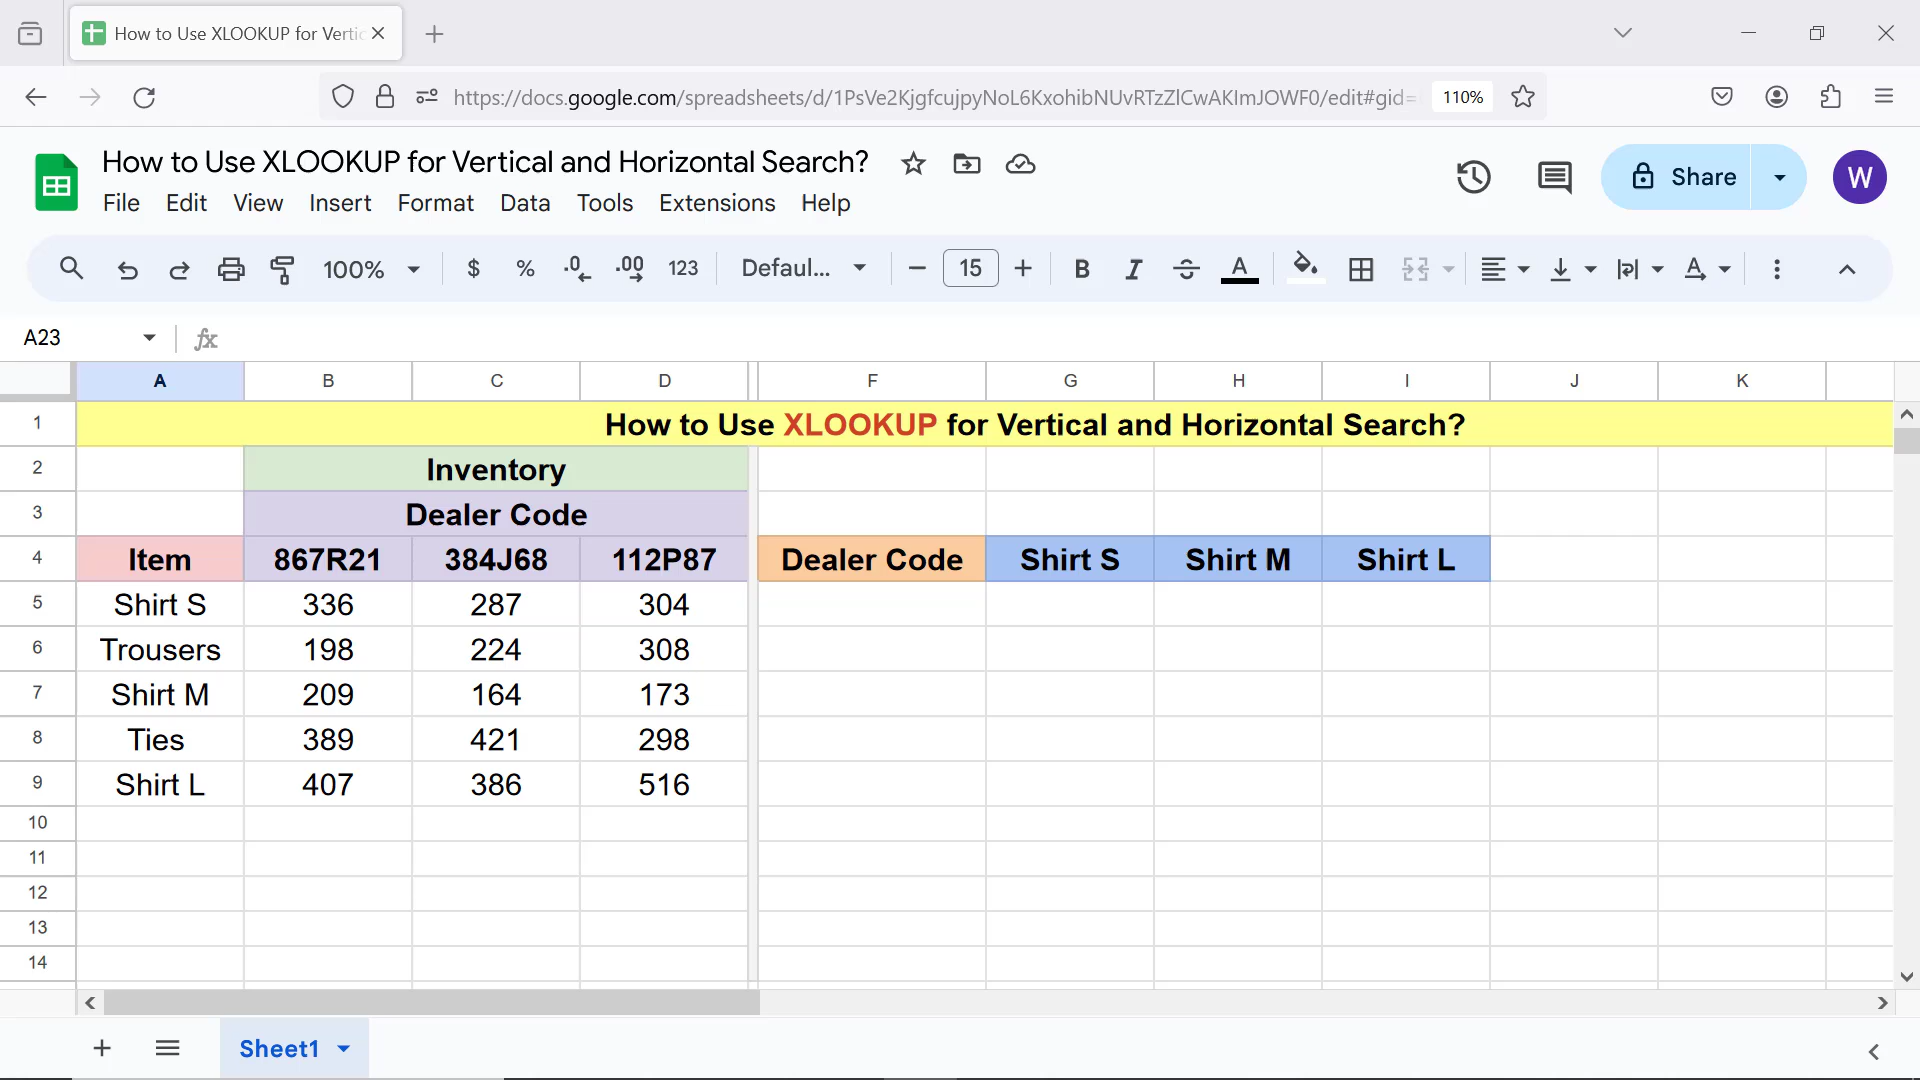 How to Use XLOOKUP for Vertic
https://docs.google.com/spreadsheets/d/1PsVe2KjgfcujpyNoL6KxohibNUvRTzZlCwAKImJOWF0/edit#gid=
110%
How to Use XLOOKUP for Vertical and Horizontal Search?
File Edit View Insert Format Data Tools Extensions Help
Share
W
100% $ % .0 .00 123 Defaul... 15 B I S A A
A23 fx
A B C D F G H I J K
1 How to Use XLOOKUP for Vertical and Horizontal Search?
2 Inventory
3 Dealer Code
4 Item 867R21 384J68 112P87 Dealer Code Shirt S Shirt M Shirt L
5 Shirt S 336 287 304
6 Trousers 198 224 308
7 Shirt M 209 164 173
8 Ties 389 421 298
9 Shirt L 407 386 516
10
11
12
13
14
Sheet1